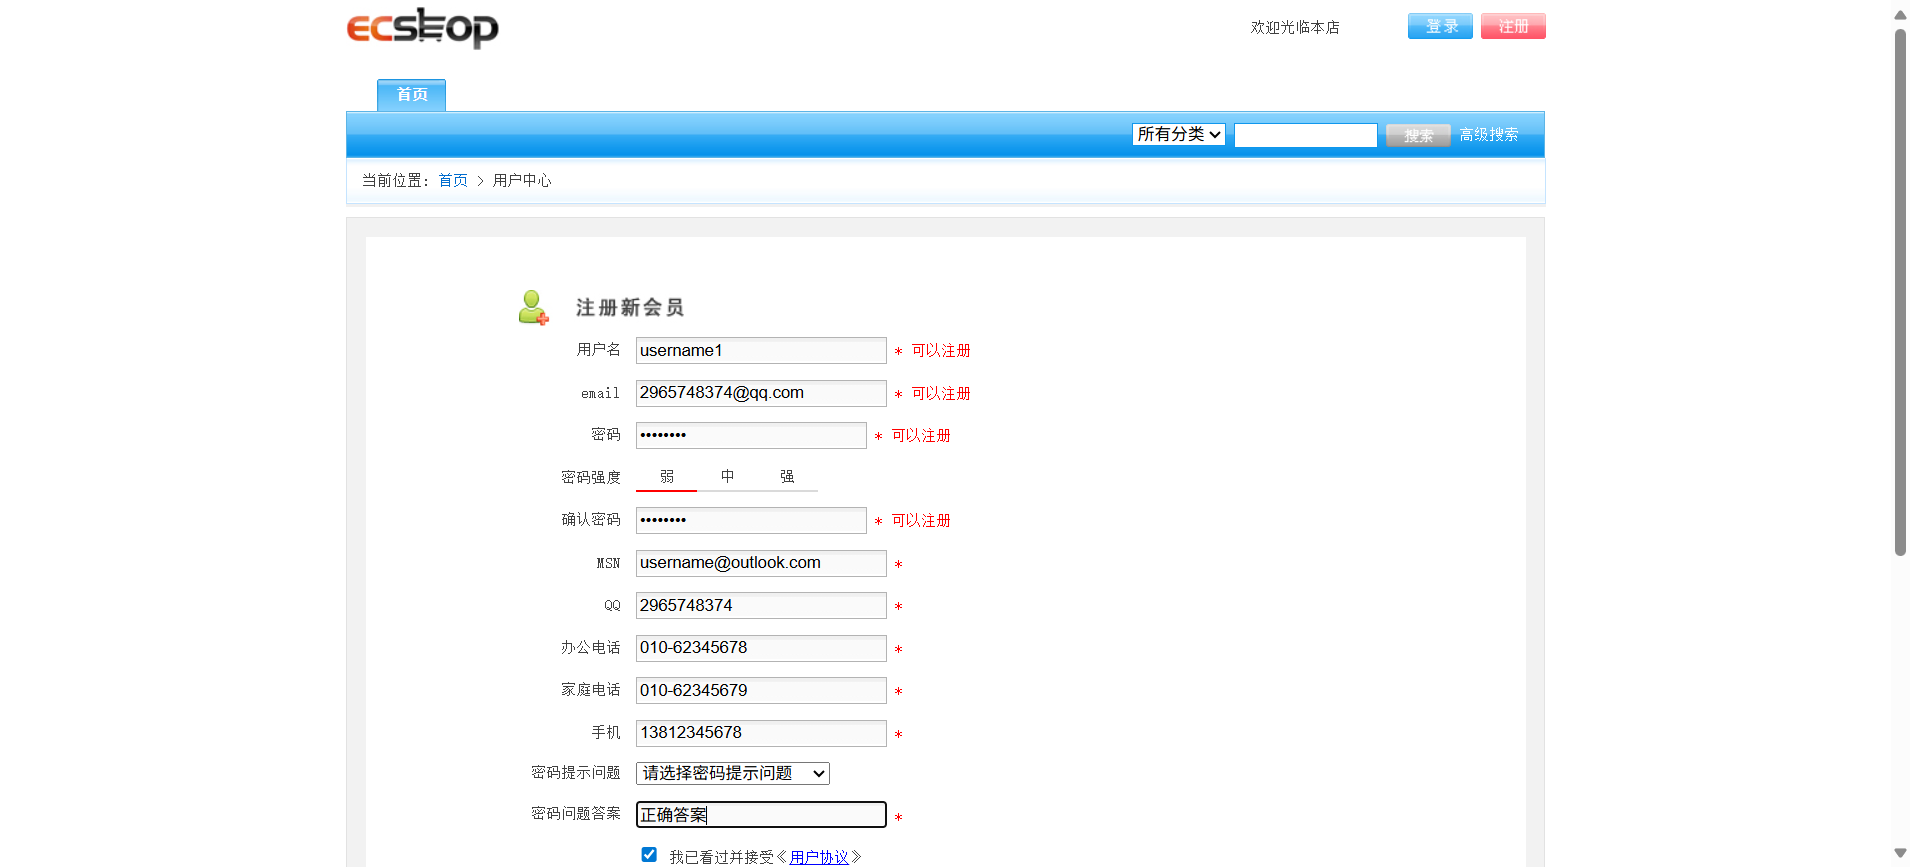 ecshop
欢迎光临本店 登录 注册
首页
所有分类 搜索 高级搜索
当前位置: 首页 > 用户中心
注册新会员
用户名 username1 * 可以注册
email 2965748374@qq.com * 可以注册
密码 •••••••• * 可以注册
密码强度 弱 中 强
确认密码 •••••••• * 可以注册
MSN username@outlook.com *
QQ 2965748374 *
办公电话 010-62345678 *
家庭电话 010-62345679 *
手机 13812345678 *
密码提示问题 请选择密码提示问题
密码问题答案 正确答案 *
我已看过并接受《用户协议》